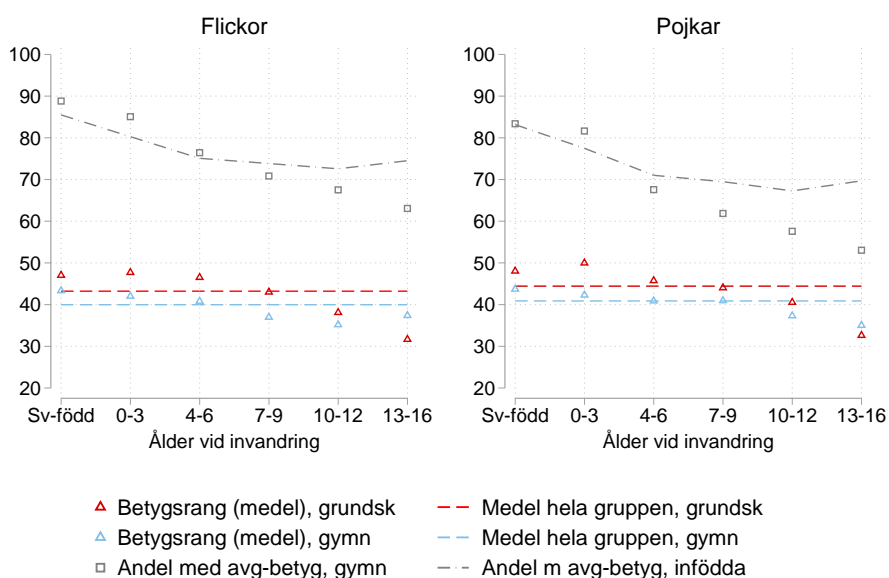 Flickor
100
90
80
70
60
50
40
30
20
Sv-född 0-3 4-6 7-9 10-12 13-16
Ålder vid invandring
Pojkar
100
90
80
70
60
50
40
30
20
Sv-född 0-3 4-6 7-9 10-12 13-16
Ålder vid invandring
Betygsrang (medel), grundsk
Medel hela gruppen, grundsk
Betygsrang (medel), gymn
Medel hela gruppen, gymn
Andel med avg-betyg, gymn
Andel m avg-betyg, infödda